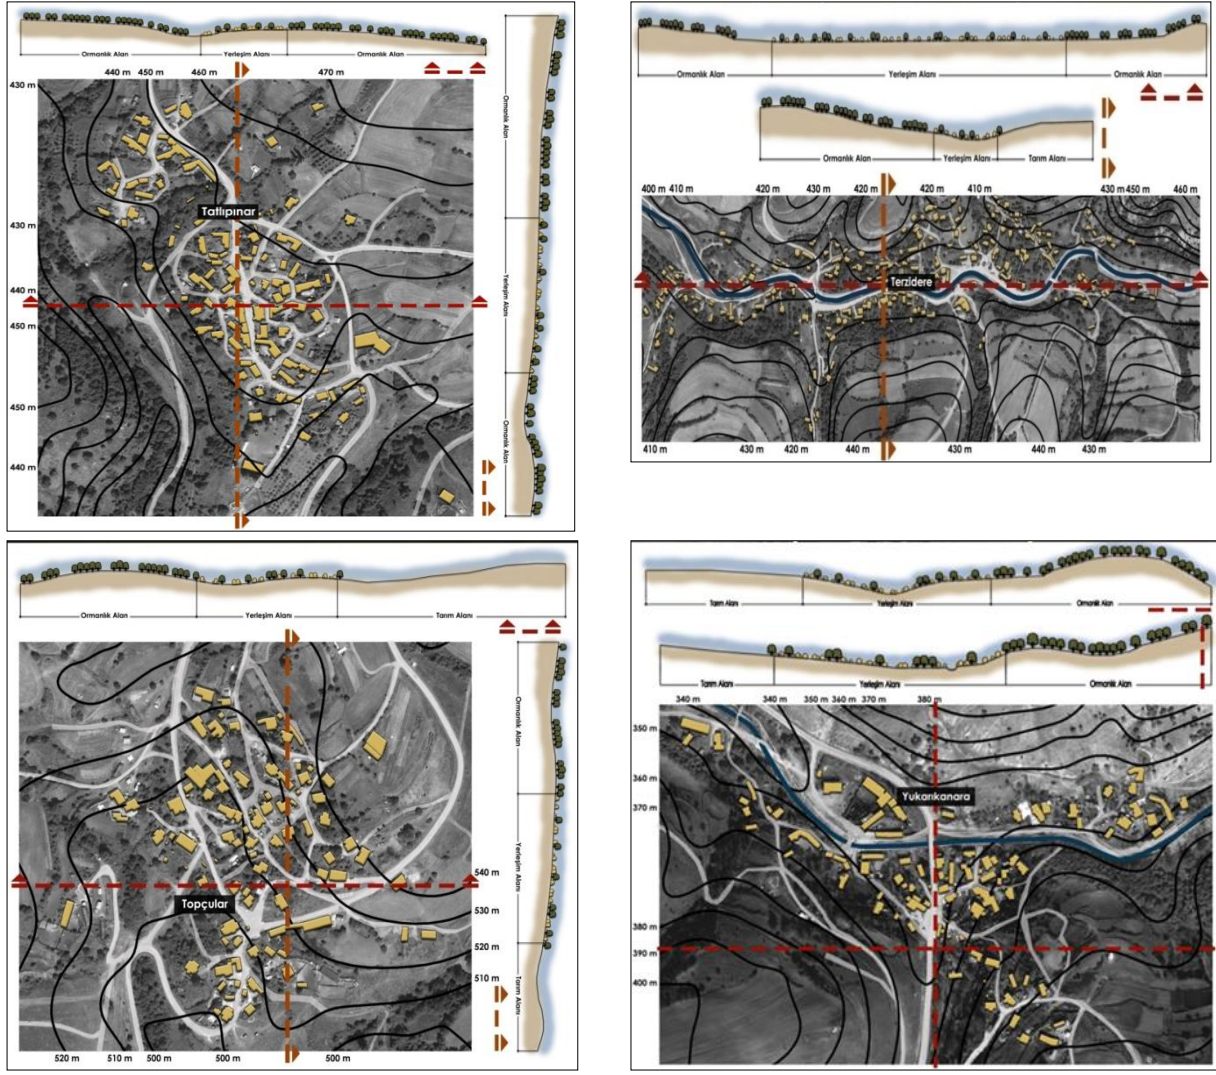 Ormanlık Alan Yerleşim Alanı Ormanlık Alan
440 m 450 m 460 m 470 m
430 m
Tatlıpınar
430 m
440 m
450 m
450 m
440 m
Ormanlık Alan
Yerleşim Alanı
Ormanlık Alan
Ormanlık Alan Yerleşim Alanı Ormanlık Alan
Ormanlık Alan Yerleşim Alanı Tarım Alanı
400 m 410 m 420 m 430 m 420 m 420 m 410 m 430 m 450 m 460 m
Terzidere
410 m 430 m 420 m 440 m 430 m 440 m 430 m
Ormanlık Alan Yerleşim Alanı Tarım Alanı
Topçular
540 m
530 m
520 m
510 m
520 m 510 m 500 m 500 m 500 m
Ormanlık Alan
Yerleşim Alanı
Tarım Alanı
Tarım Alanı Yerleşim Alanı Ormanlık Alan
Tarım Alanı Yerleşim Alanı Ormanlık Alan
340 m 340 m 350 m 360 m 370 m 380 m
350 m
360 m
370 m
Yukarıkanara
380 m
390 m
400 m